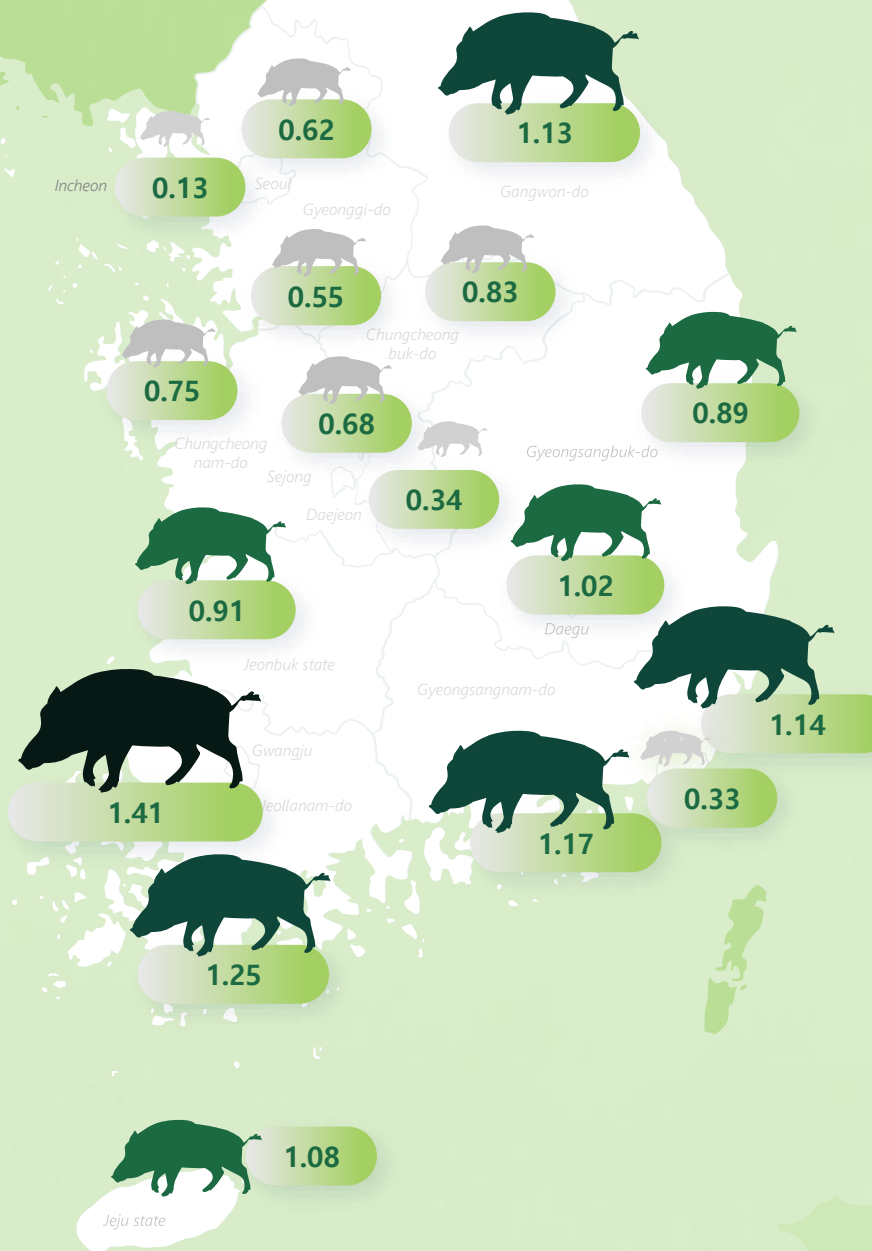 0.62
1.13
Incheon
0.13
Seoul
Gangwon-do
Gyeonggi-do
0.55
0.83
Chungcheong
buk-do
0.75
0.68
0.89
Chungcheong
nam-do
Gyeongsangbuk-do
Sejong
0.34
Daejeon
0.91
1.02
Daegu
Jeonbuk state
Gyeongsangnam-do
1.14
Gwangju
1.41
Jeollanam-do
0.33
1.17
1.25
1.08
Jeju state